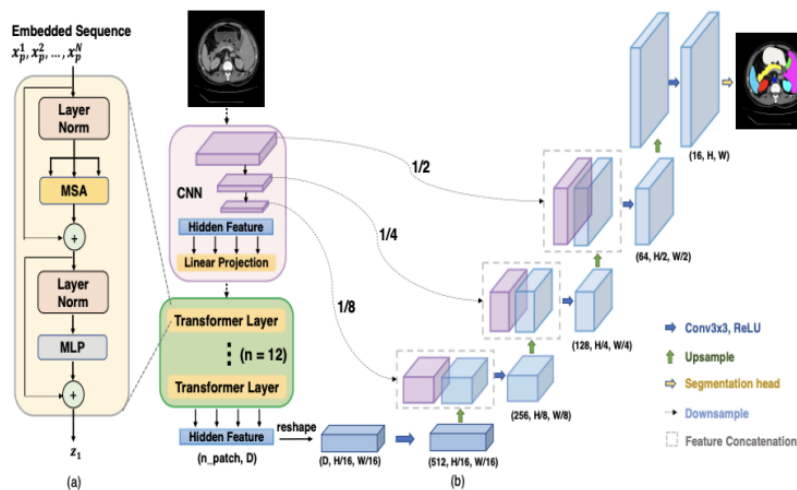 Embedded Sequence
x_p^1, x_p^2, ..., x_p^N
Layer
Norm
MSA
+
Layer
Norm
MLP
+
z_1
(a)
CNN
Hidden Feature
Linear Projection
Transformer Layer
(n = 12)
Transformer Layer
Hidden Feature
(n_patch, D)
reshape
(D, H/16, W/16)
(512, H/16, W/16)
(b)
1/2
1/4
1/8
(256, H/8, W/8)
(128, H/4, W/4)
(64, H/2, W/2)
(16, H, W)
Conv3x3, ReLU
Upsample
Segmentation head
Downsample
Feature Concatenation